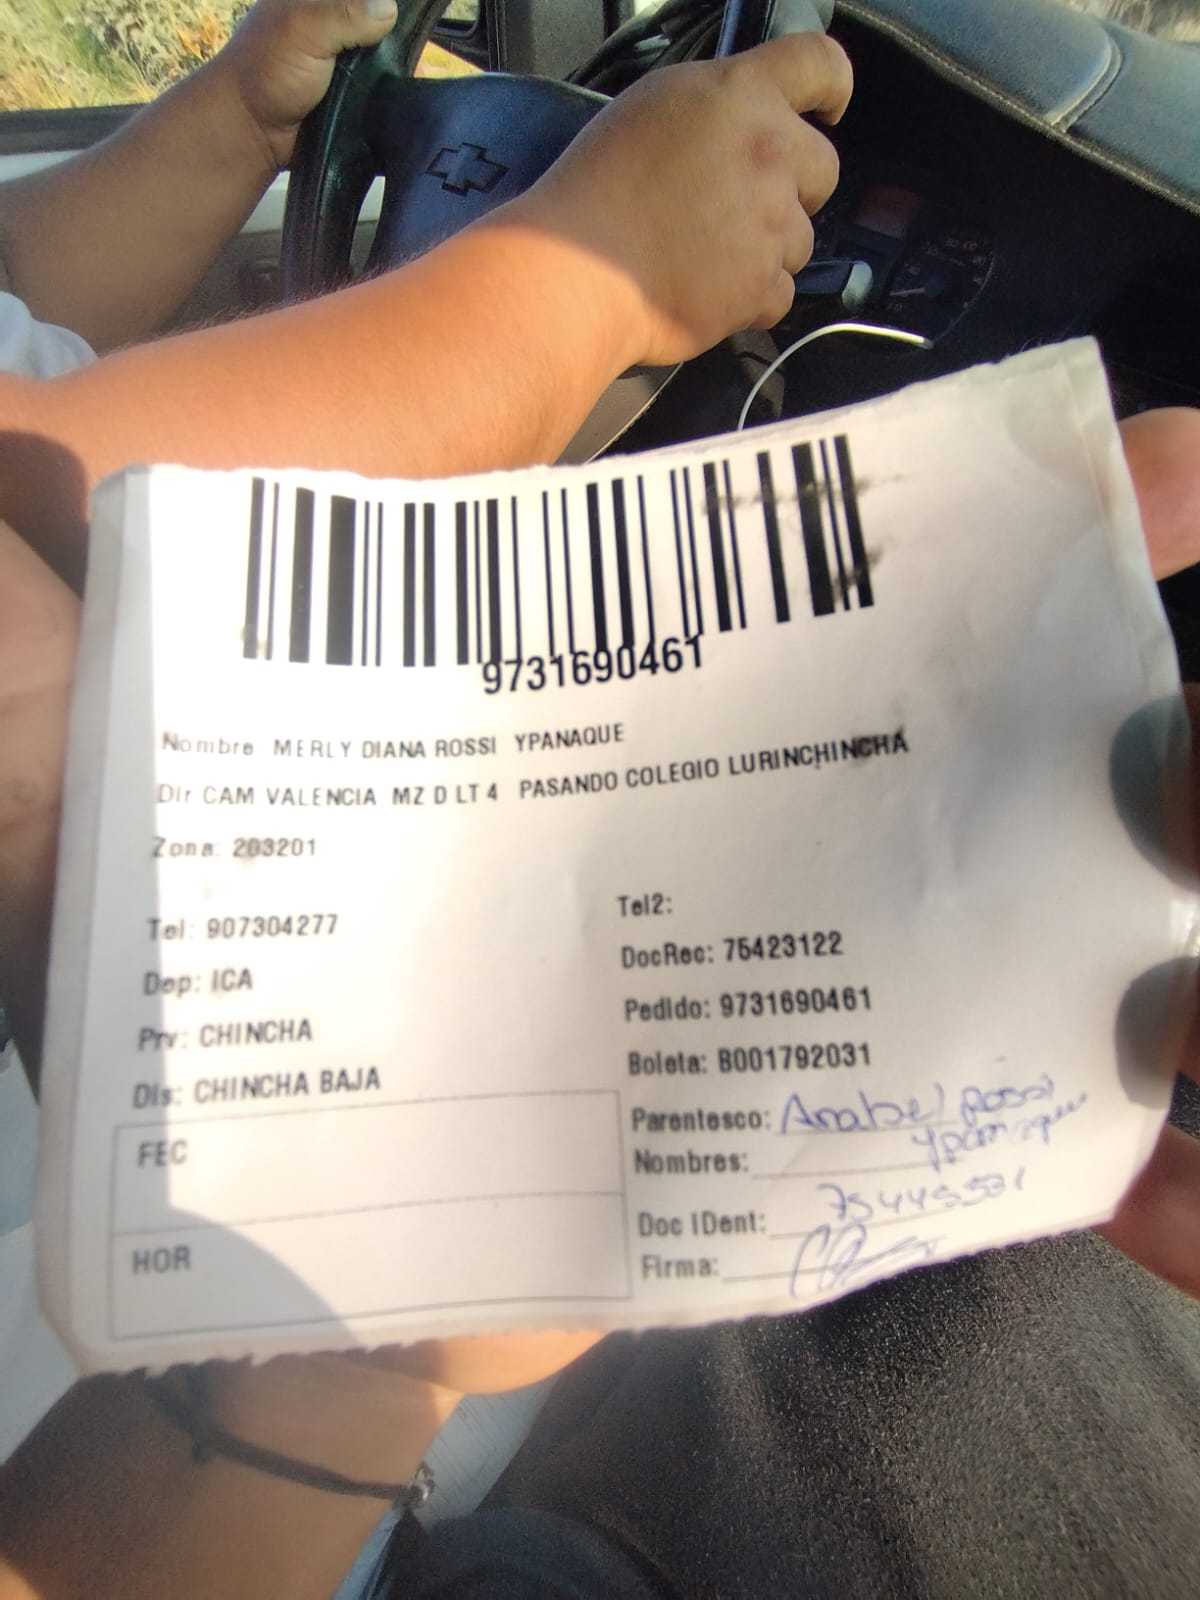 9731690461
Nombre MERLY DIANA ROSSI YPANAQUE
Dir CAM VALENCIA MZ D LT 4 PASANDO COLEGIO LURINCHINCHA
Zona: 203201
Tel: 907304277
Dep: ICA
Prv: CHINCHA
Dis: CHINCHA BAJA
FEC
HOR
Tel2:
DocRec: 75423122
Pedido: 9731690461
Boleta: B001792031
Parentesco: Anabel Rossi
Nombres: Ypanaque
Doc IDent:
Firma: